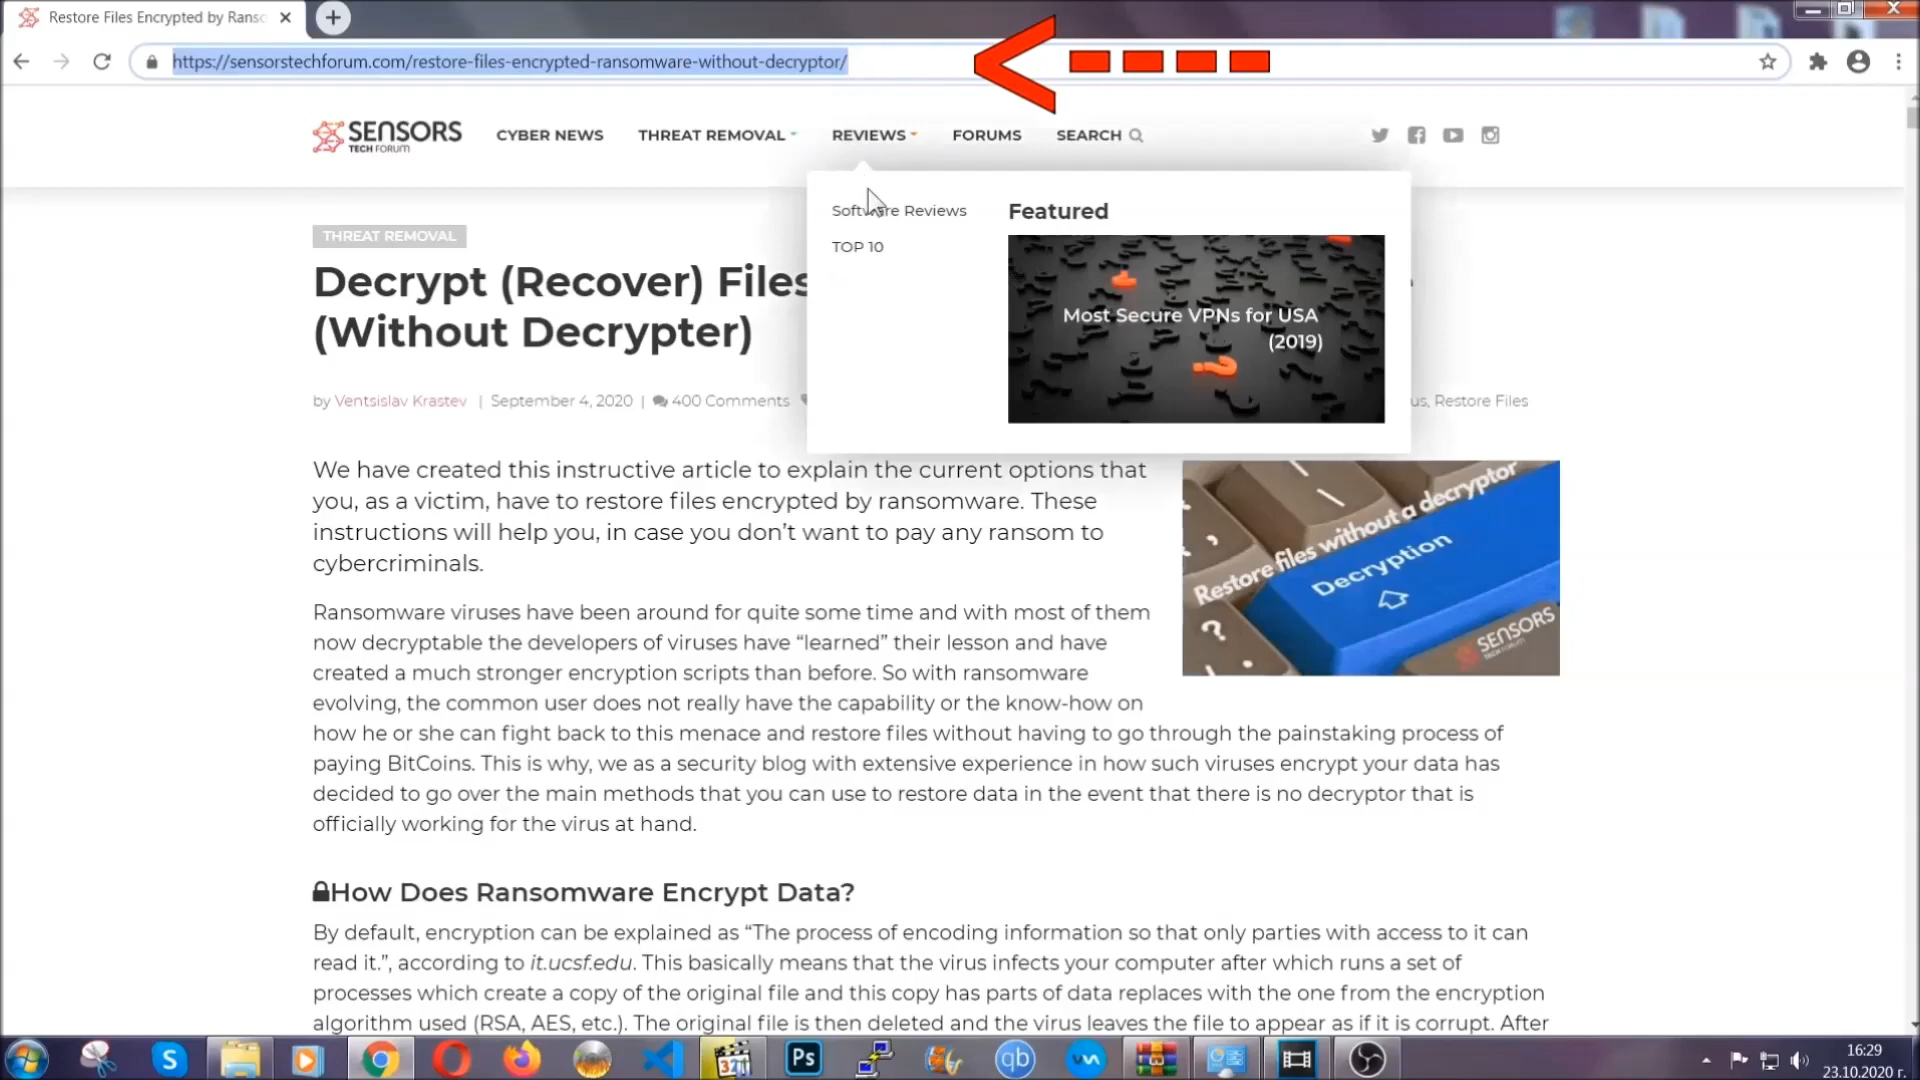 Restore Files Encrypted by Ranso
https://sensorstechforum.com/restore-files-encrypted-ransomware-without-decryptor/
SENSORS
TECH FORUM
CYBER NEWS
THREAT REMOVAL
REVIEWS
FORUMS
SEARCH
Software Reviews
TOP 10
Featured
Most Secure VPNs for USA
(2019)
THREAT REMOVAL
Decrypt (Recover) Files
(Without Decrypter)
by Ventsislav Krastev | September 4, 2020 | 400 Comments
us, Restore Files
We have created this instructive article to explain the current options that
you, as a victim, have to restore files encrypted by ransomware. These
instructions will help you, in case you don’t want to pay any ransom to
cybercriminals.
Restore files without a decryptor
Decryption
SENSORS
Ransomware viruses have been around for quite some time and with most of them
now decryptable the developers of viruses have “learned” their lesson and have
created a much stronger encryption scripts than before. So with ransomware
evolving, the common user does not really have the capability or the know-how on
how he or she can fight back to this menace and restore files without having to go through the painstaking process of
paying BitCoins. This is why, we as a security blog with extensive experience in how such viruses encrypt your data has
decided to go over the main methods that you can use to restore data in the event that there is no decryptor that is
officially working for the virus at hand.
How Does Ransomware Encrypt Data?
By default, encryption can be explained as “The process of encoding information so that only parties with access to it can
read it.”, according to it.ucsf.edu. This basically means that the virus infects your computer after which runs a set of
processes which create a copy of the original file and this copy has parts of data replaces with the one from the encryption
algorithm used (RSA, AES, etc.). The original file is then deleted and the virus leaves the file to appear as if it is corrupt. After
S
321
Ps
qb
16:29
23.10.2020 г.